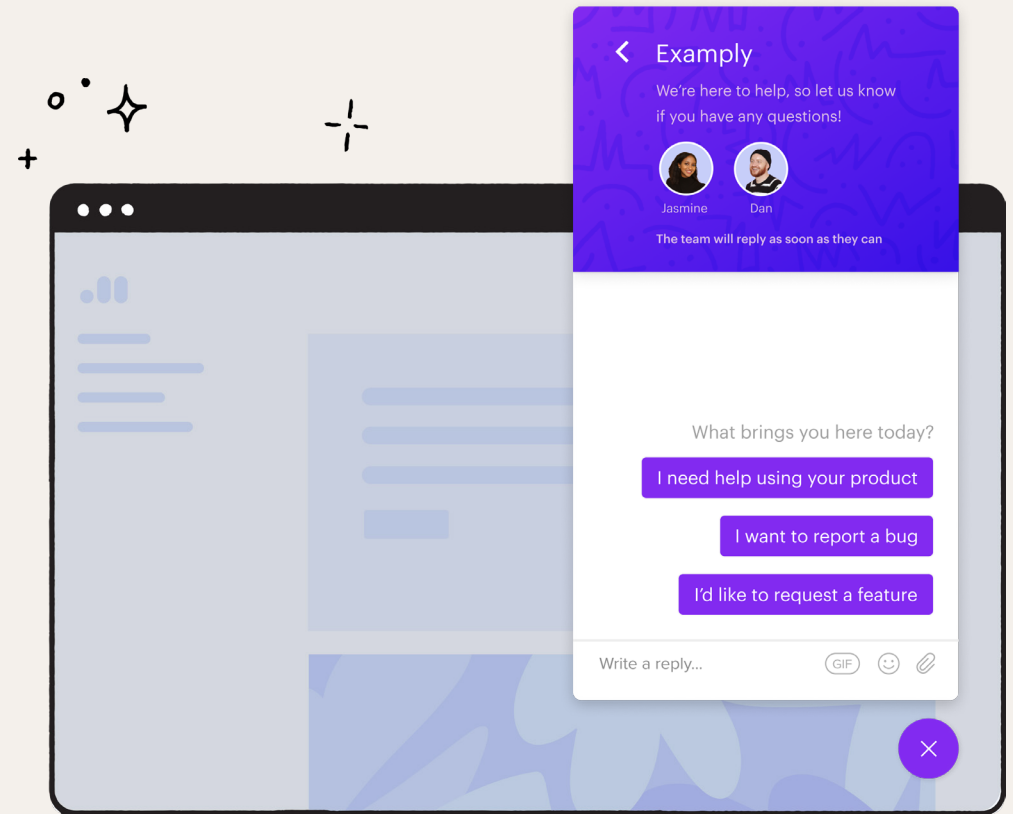 Examply
We’re here to help, so let us know
if you have any questions!
Jasmine
Dan
The team will reply as soon as they can
What brings you here today?
I need help using your product
I want to report a bug
I’d like to request a feature
Write a reply...
GIF